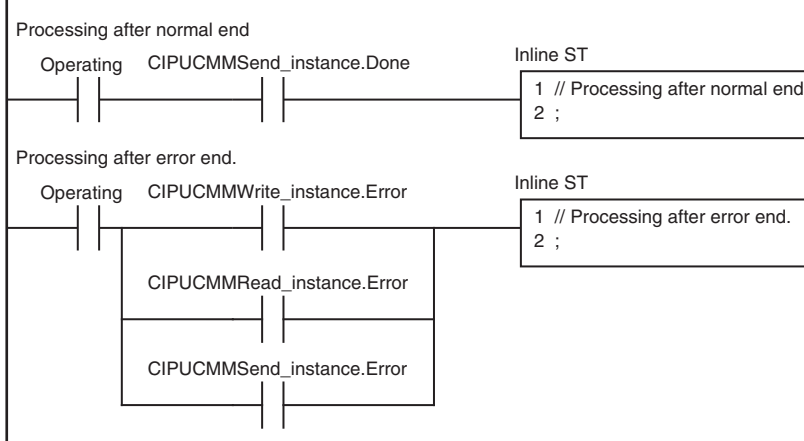 Processing after normal end
Operating CIPUCMMSend_instance.Done
Inline ST
1 // Processing after normal end
2 ;
Processing after error end.
Operating CIPUCMMWrite_instance.Error
Inline ST
1 // Processing after error end.
2 ;
CIPUCMMRead_instance.Error
CIPUCMMSend_instance.Error